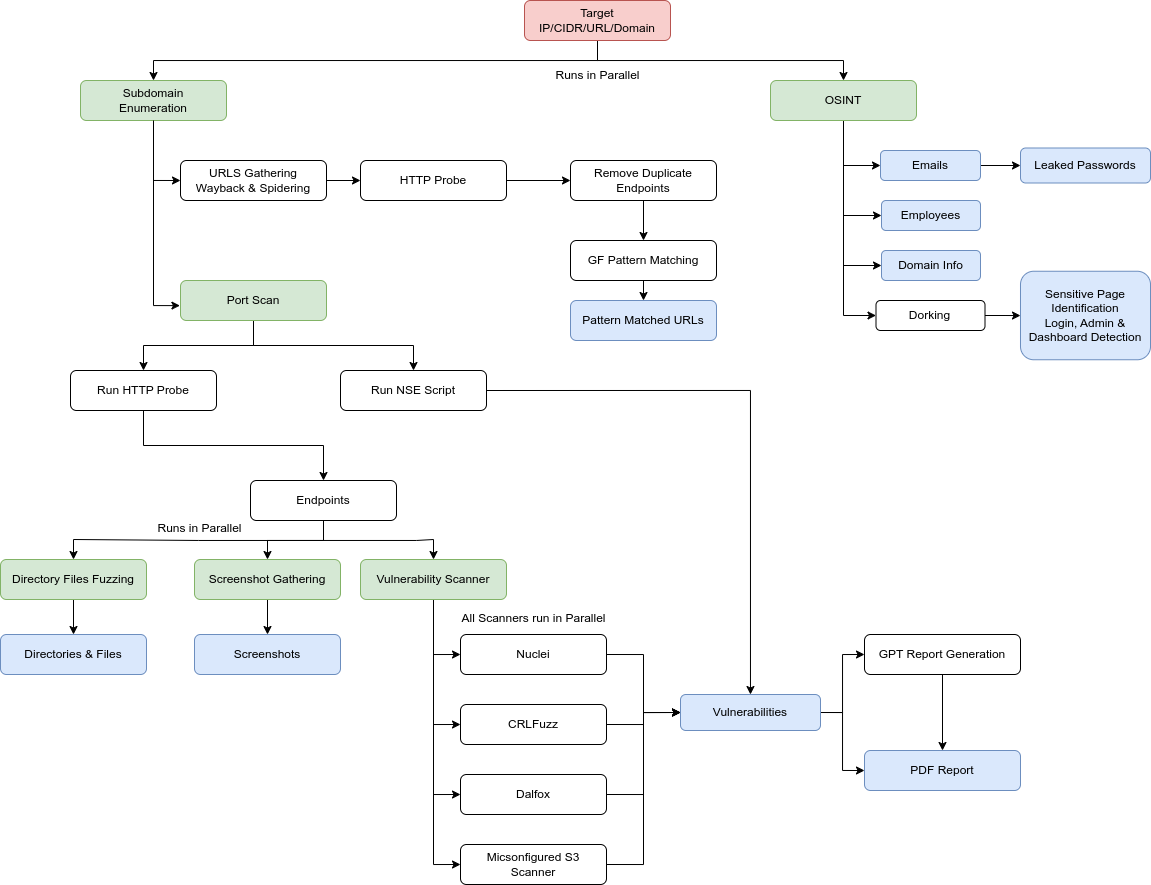 Target
IP/CIDR/URL/Domain
Runs in Parallel
Subdomain
Enumeration
OSINT
URLS Gathering
Wayback & Spidering
HTTP Probe
Remove Duplicate
Endpoints
Emails
Leaked Passwords
Employees
GF Pattern Matching
Domain Info
Port Scan
Pattern Matched URLs
Dorking
Sensitive Page
Identification
Login, Admin &
Dashboard Detection
Run HTTP Probe
Run NSE Script
Endpoints
Runs in Parallel
Directory Files Fuzzing
Screenshot Gathering
Vulnerability Scanner
All Scanners run in Parallel
Directories & Files
Screenshots
Nuclei
GPT Report Generation
CRLFuzz
Vulnerabilities
PDF Report
Dalfox
Micsonfigured S3
Scanner